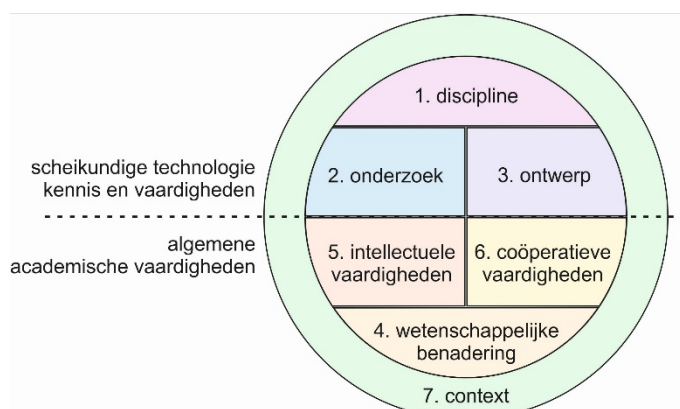 1. discipline
scheikundige technologie
kennis en vaardigheden
2. onderzoek
3. ontwerp
algemene
academische vaardigheden
5. intellectuele
vaardigheden
6. coöperatieve
vaardigheden
4. wetenschappelijke
benadering
7. context